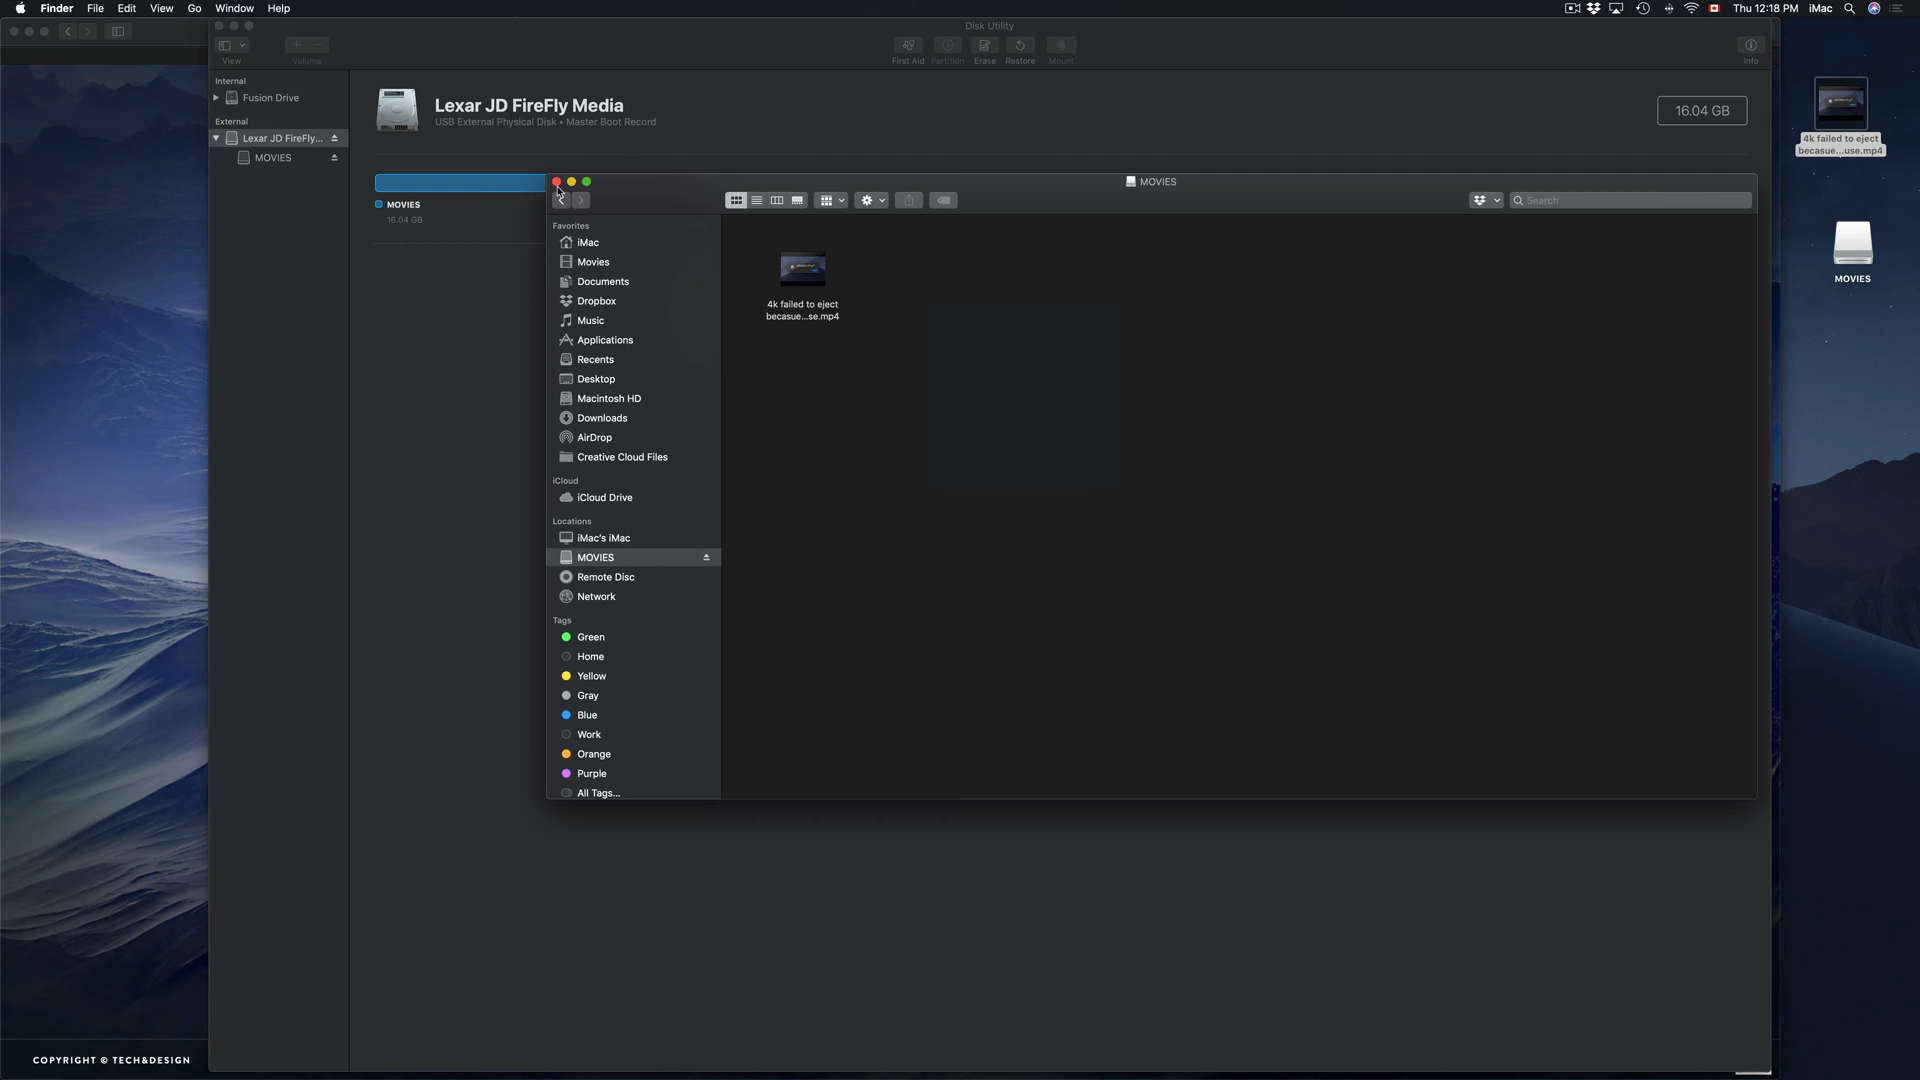 Finder File Edit View Go Window Help
Thu 12:18 PM iMac
Disk Utility
View
Volume
First Aid Partition Erase Restore Mount
Info
Internal
Fusion Drive
External
Lexar JD FireFly...
MOVIES
Lexar JD FireFly Media
USB External Physical Disk • Master Boot Record
16.04 GB
MOVIES
16.04 GB
MOVIES
Search
Favorites
iMac
Movies
Documents
Dropbox
Music
Applications
Recents
Desktop
Macintosh HD
Downloads
AirDrop
Creative Cloud Files
iCloud
iCloud Drive
Locations
iMac's iMac
MOVIES
Remote Disc
Network
Tags
Green
Home
Yellow
Gray
Blue
Work
Orange
Purple
All Tags...
4k failed to eject
becasue...se.mp4
4k failed to eject
becasue...use.mp4
MOVIES
COPYRIGHT © TECH&DESIGN